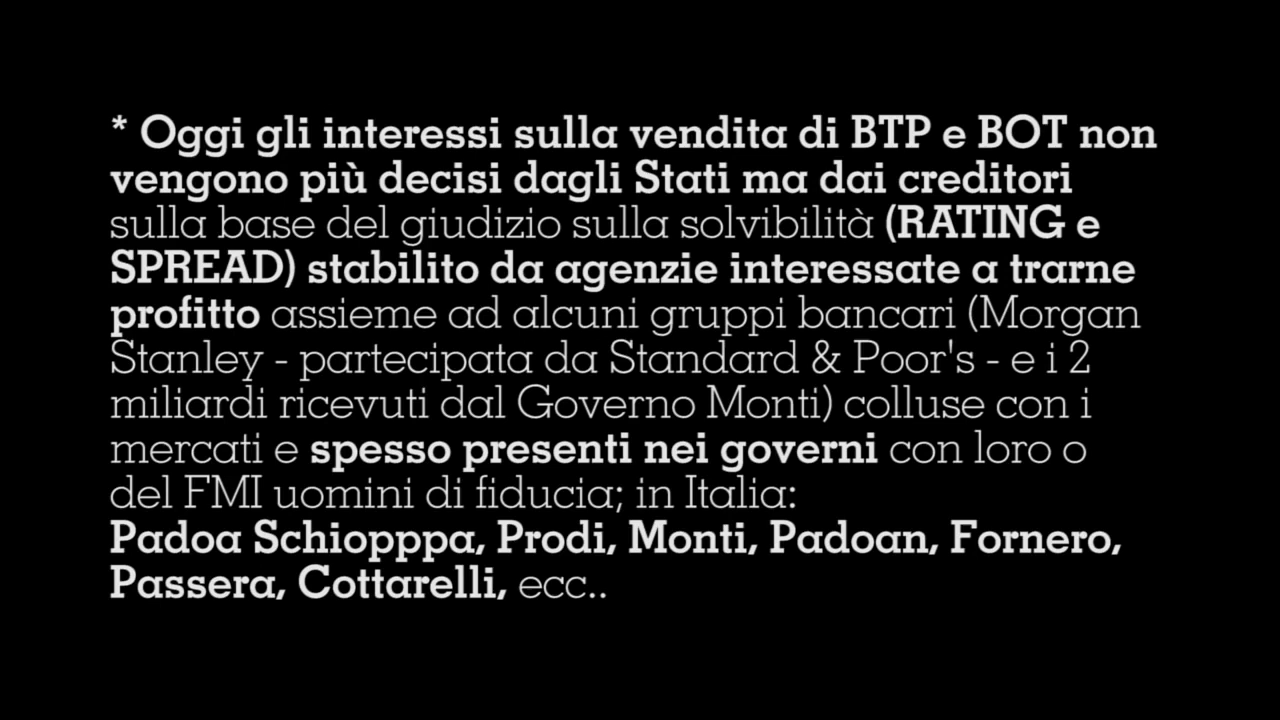 * Oggi gli interessi sulla vendita di BTP e BOT non
vengono più decisi dagli Stati ma dai creditori
sulla base del giudizio sulla solvibilità (RATING e
SPREAD) stabilito da agenzie interessate a trarne
profitto assieme ad alcuni gruppi bancari (Morgan
Stanley - partecipata da Standard & Poor's - e i 2
miliardi ricevuti dal Governo Monti) colluse con i
mercati e spesso presenti nei governi con loro o
del FMI uomini di fiducia; in Italia:
Padoa Schiopppa, Prodi, Monti, Padoan, Fornero,
Passera, Cottarelli, ecc..